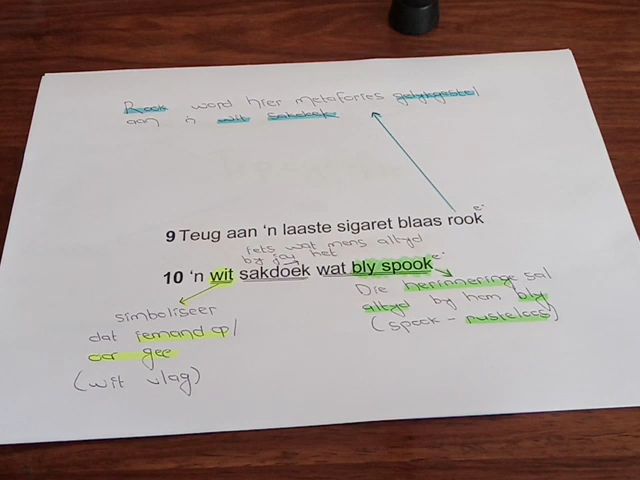 Rook word hier metafories gelykgestel
aan 'n wit sakdoek
e.
9 Teug aan 'n laaste sigaret blaas rook
Iets wat mens altyd
by jou het
e.
10 'n wit sakdoek wat bly spook
simboliseer
dat iemand op/
oor gee
(wit vlag)
Die herinneringe sal
altyd by hom bly
(spook - rusteloos)